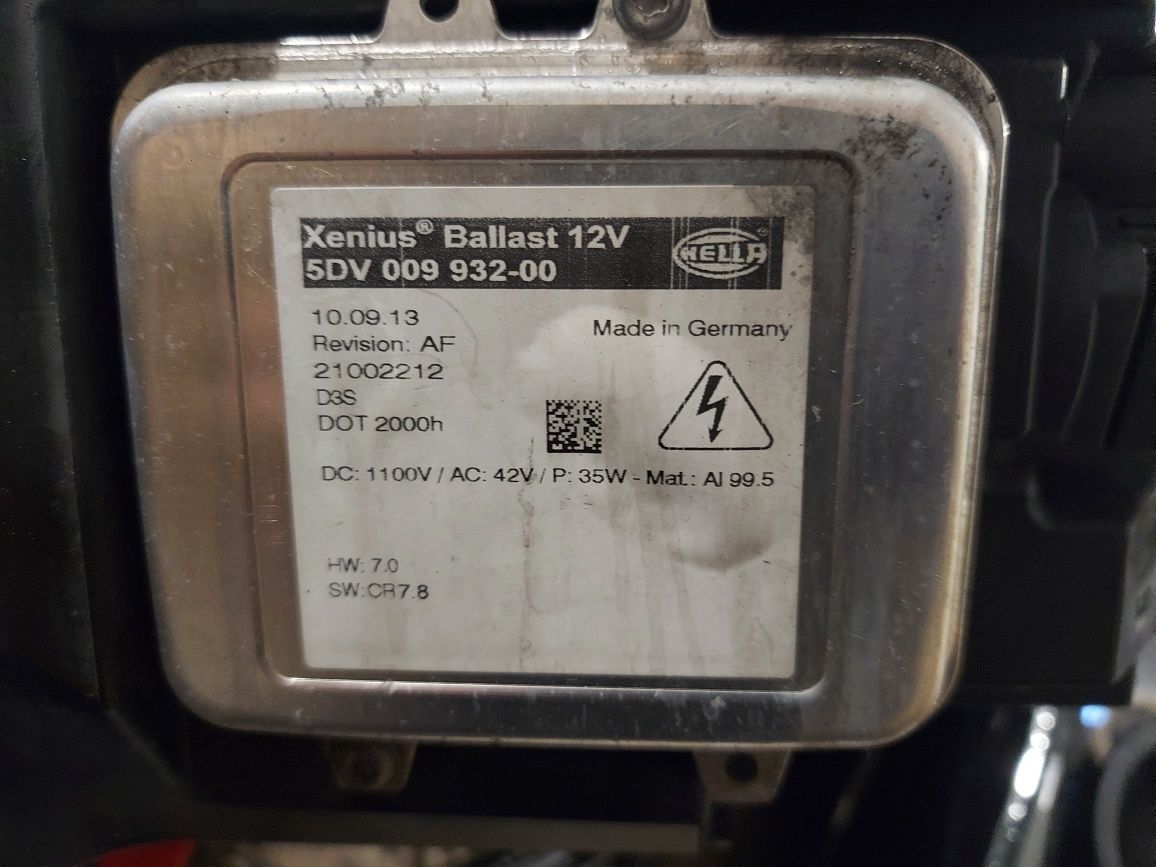 Xenius® Ballast 12V
5DV 009 932-00
HELLA®
10.09.13
Made in Germany
Revision: AF
21002212
D3S
DOT 2000h
DC: 1100V / AC: 42V / P: 35W - Mat.: Al 99.5
HW: 7.0
SW:CR7.8